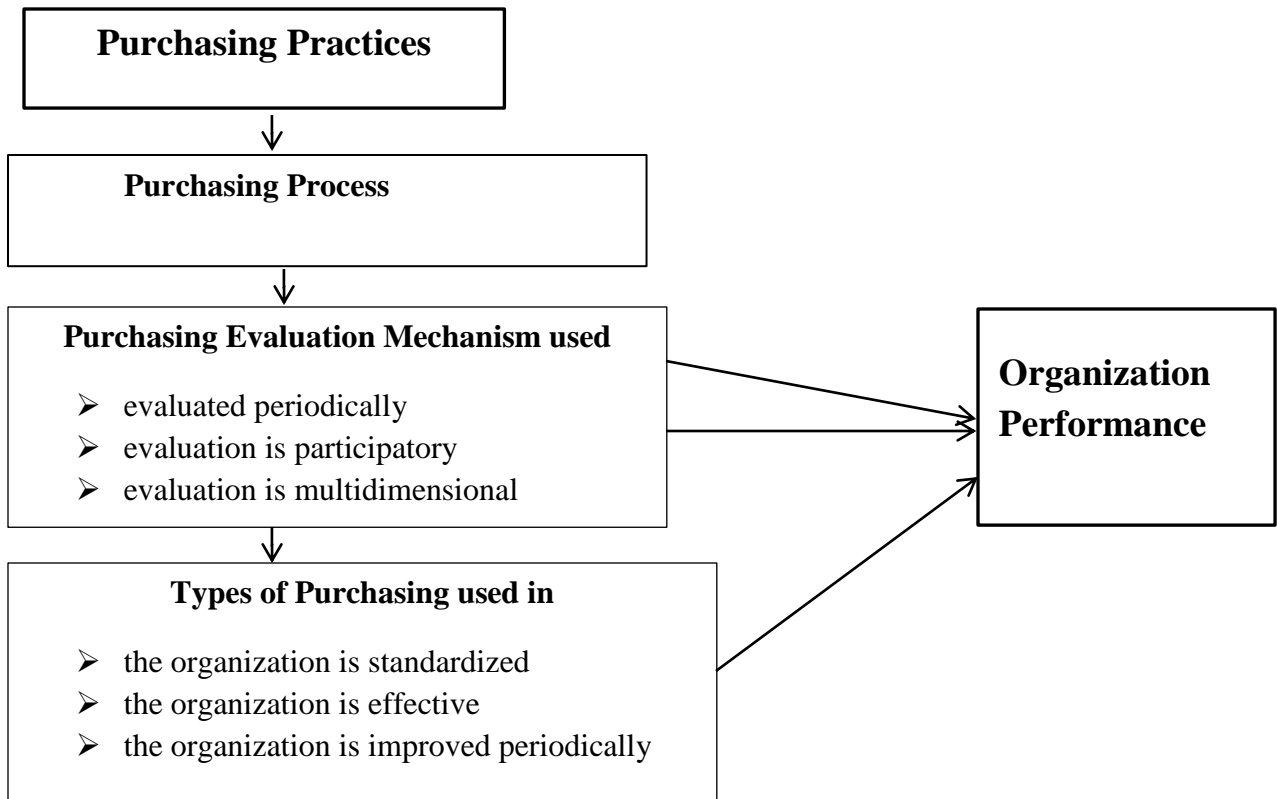 Purchasing Practices
Purchasing Process
Purchasing Evaluation Mechanism used
➢ evaluated periodically
➢ evaluation is participatory
➢ evaluation is multidimensional
Types of Purchasing used in
➢ the organization is standardized
➢ the organization is effective
➢ the organization is improved periodically
Organization
Performance